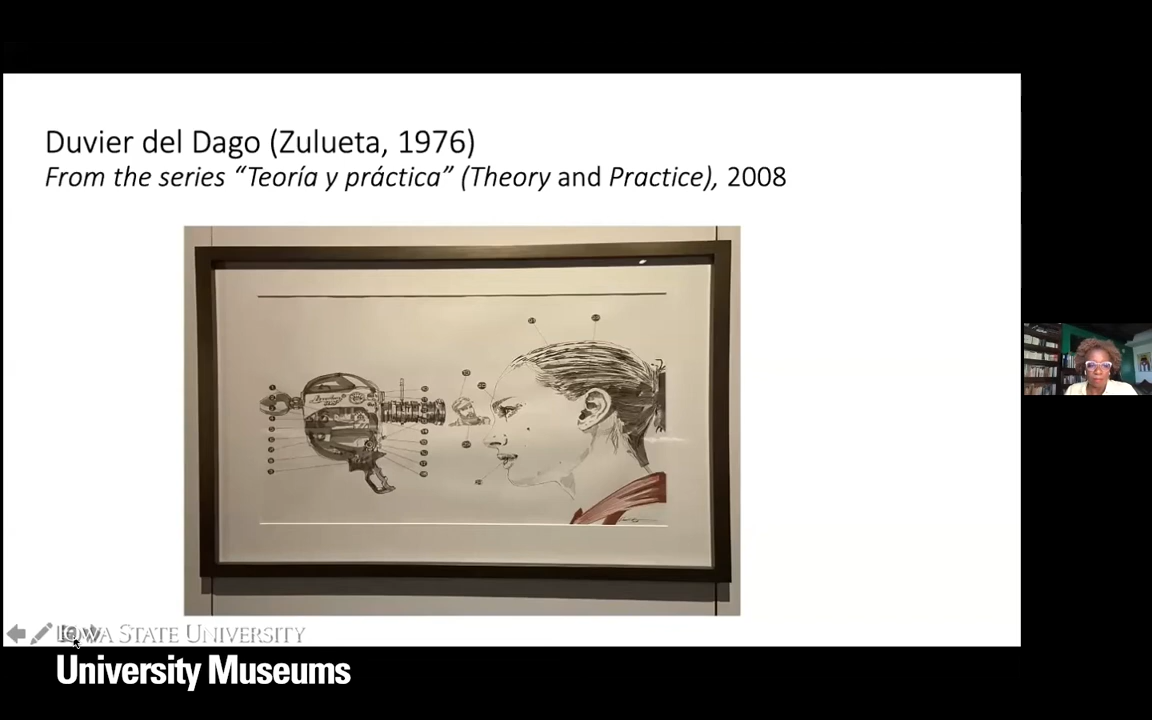 Duvier del Dago (Zulueta, 1976)
From the series “Teoría y práctica” (Theory and Practice), 2008
IOWA STATE UNIVERSITY
University Museums